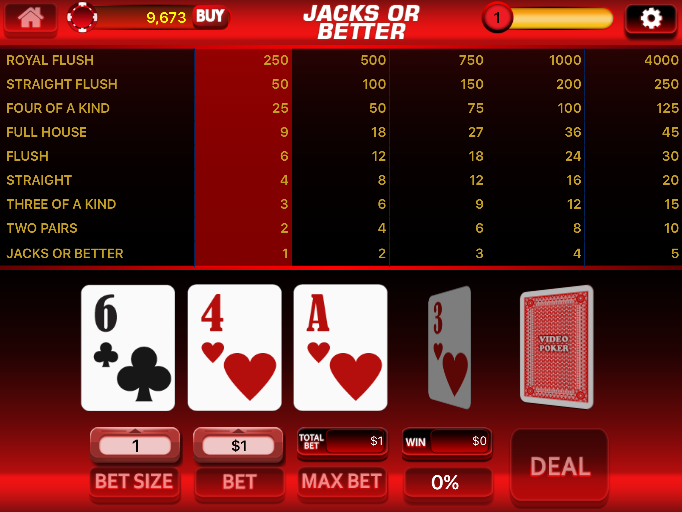 9,673 BUY
JACKS OR
BETTER
1
ROYAL FLUSH 250 500 750 1000 4000
STRAIGHT FLUSH 50 100 150 200 250
FOUR OF A KIND 25 50 75 100 125
FULL HOUSE 9 18 27 36 45
FLUSH 6 12 18 24 30
STRAIGHT 4 8 12 16 20
THREE OF A KIND 3 6 9 12 15
TWO PAIRS 2 4 6 8 10
JACKS OR BETTER 1 2 3 4 5
6 4 A 3
VIDEO
POKER
1 $1 TOTAL BET $1 WIN $0
BET SIZE BET MAX BET 0% DEAL